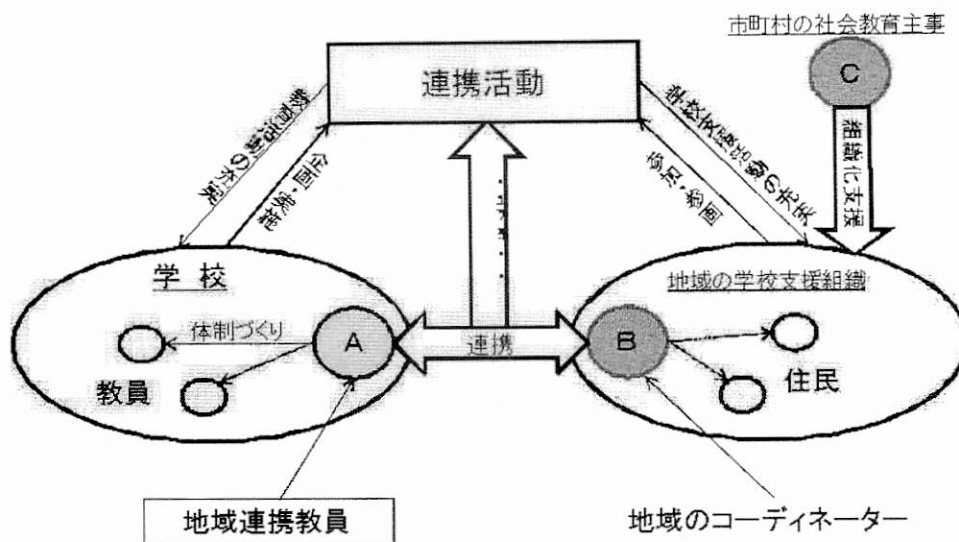 市町村の社会教育主事
C
連携活動
教育活動の充実
企画・実施
学校支援活動の充実
参加・参画
組織化支援
学校
地域の学校支援組織
体制づくり
A
連携
B
教員
住民
地域連携教員
地域のコーディネーター